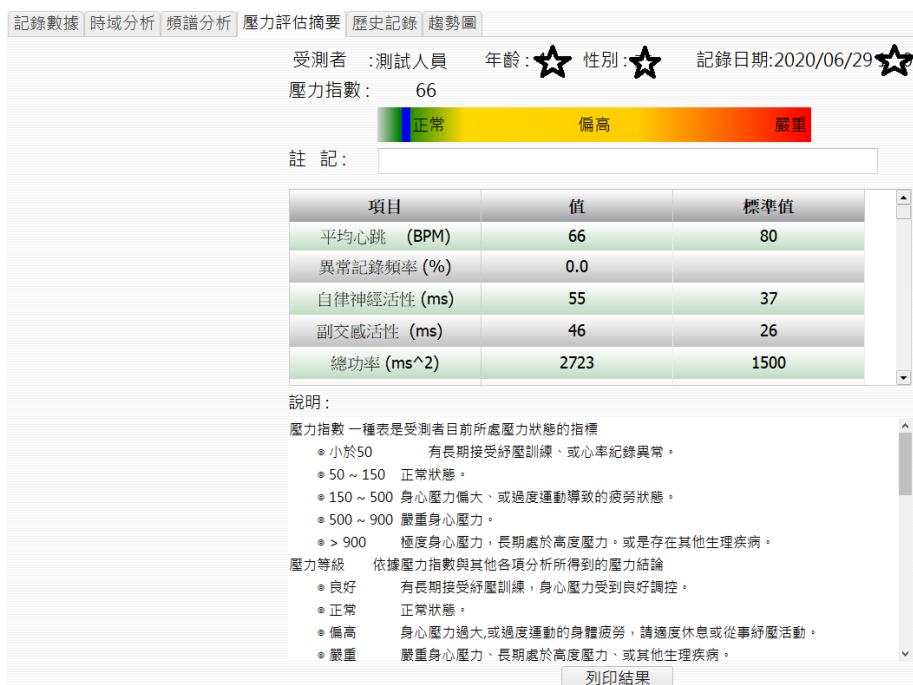 記錄數據 時域分析 頻譜分析 壓力評估摘要 歷史記錄 趨勢圖
受測者 :測試人員 年齡: 性別: 記錄日期:2020/06/29
壓力指數: 66
正常 偏高 嚴重
註 記:
項目 值 標準值
平均心跳 (BPM) 66 80
異常記錄頻率 (%) 0.0
自律神經活性 (ms) 55 37
副交感活性 (ms) 46 26
總功率 (ms^2) 2723 1500
說明:
壓力指數 一種表是受測者目前所處壓力狀態的指標
⊙ 小於50 有長期接受紓壓訓練、或心率紀錄異常。
⊙ 50 ~ 150 正常狀態。
⊙ 150 ~ 500 身心壓力偏大、或過度運動導致的疲勞狀態。
⊙ 500 ~ 900 嚴重身心壓力。
⊙ > 900 極度身心壓力，長期處於高度壓力。或是存在其他生理疾病。
壓力等級 依據壓力指數與其他各項分析所得到的壓力結論
⊙ 良好 有長期接受紓壓訓練，身心壓力受到良好調控。
⊙ 正常 正常狀態。
⊙ 偏高 身心壓力過大,或過度運動的身體疲勞，請適度休息或從事紓壓活動。
⊙ 嚴重 嚴重身心壓力、長期處於高度壓力、或其他生理疾病。
列印結果